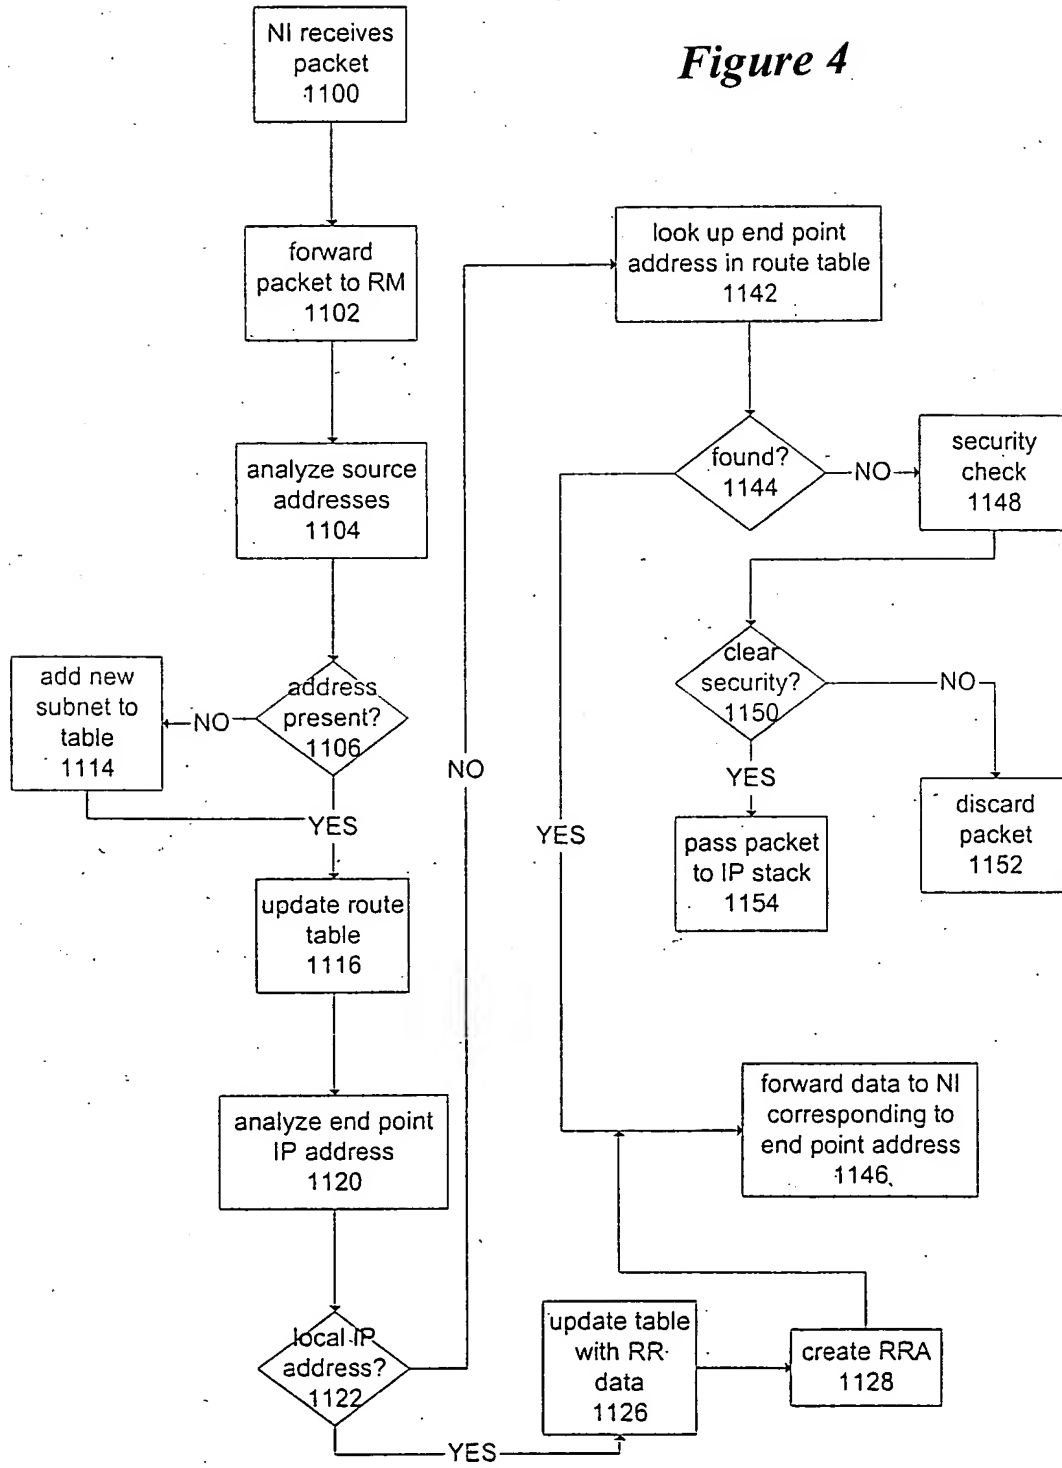 Figure 4
NI receives
packet
1100
forward
packet to RM
1102
analyze source
addresses
1104
address
present?
1106
NO
add new
subnet to
table
1114
YES
update route
table
1116
analyze end point
IP address
1120
local IP
address?
1122
NO
YES
look up end point
address in route table
1142
found?
1144
NO
security
check
1148
clear
security?
1150
NO
YES
discard
packet
1152
pass packet
to IP stack
1154
YES
forward data to NI
corresponding to
end point address
1146
update table
with RR
data
1126
create RRA
1128